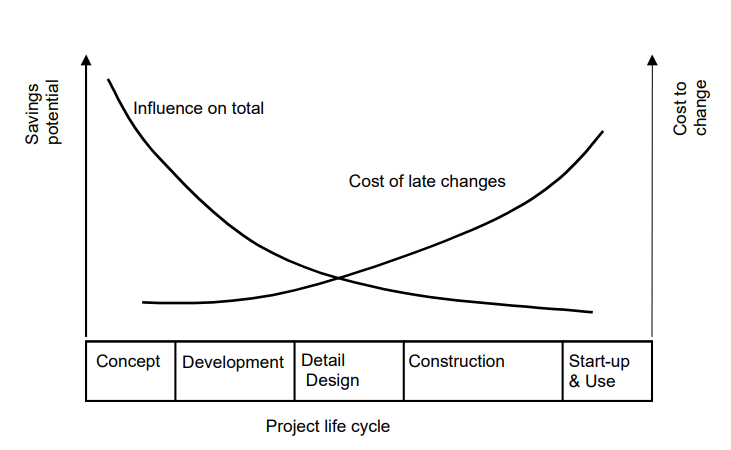 Savings
potential
Influence on total
Cost of late changes
Cost to
change
Concept
Development
Detail
Design
Construction
Start-up
& Use
Project life cycle